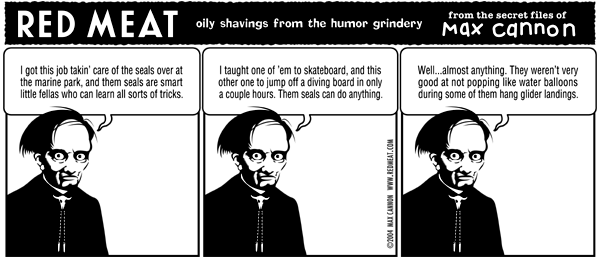 RED MEAT
oily shavings from the humor grindery
from the secret files of
Max cannon
I got this job takin' care of the seals over at
the marine park, and them seals are smart
little fellas who can learn all sorts of tricks.
I taught one of 'em to skateboard, and this
other one to jump off a diving board in only
a couple hours. Them seals can do anything.
©2004 MAX CANNON WWW.REDMEAT.COM
Well...almost anything. They weren't very
good at not popping like water balloons
during some of them hang glider landings.